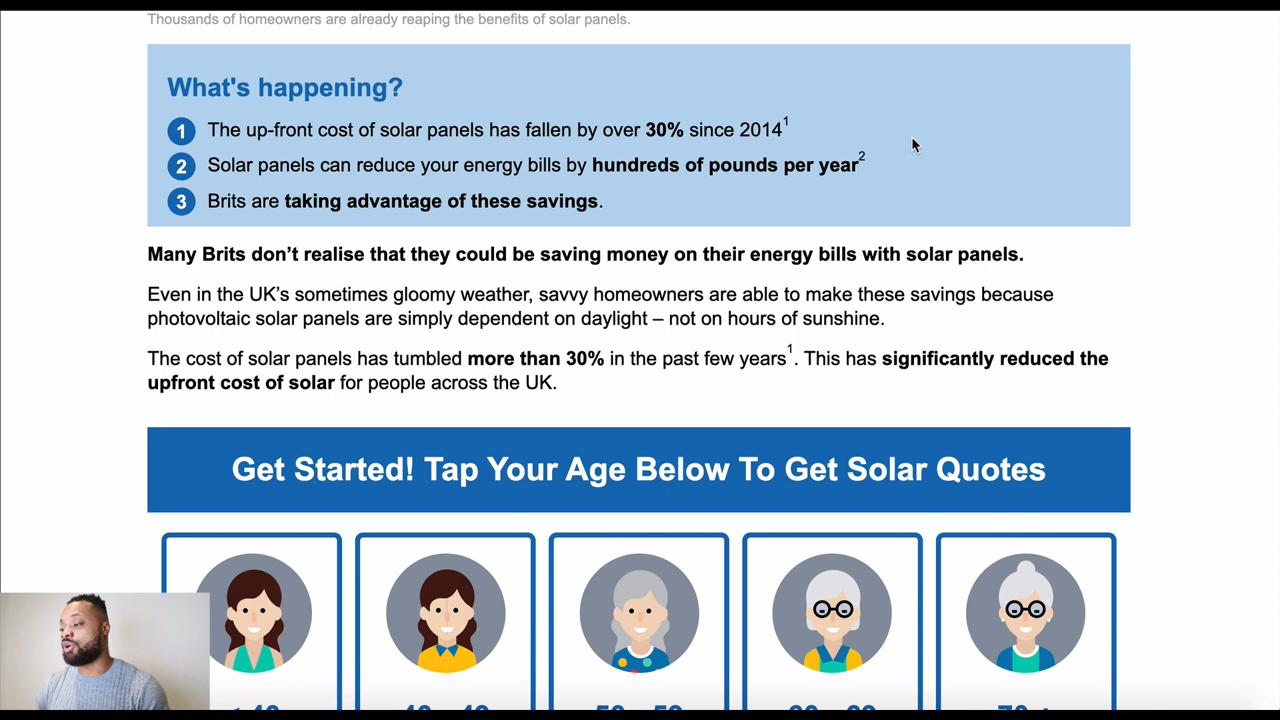 Thousands of homeowners are already reaping the benefits of solar panels.
What's happening?
1 The up-front cost of solar panels has fallen by over 30% since 2014¹
2 Solar panels can reduce your energy bills by hundreds of pounds per year²
3 Brits are taking advantage of these savings.
Many Brits don’t realise that they could be saving money on their energy bills with solar panels.
Even in the UK’s sometimes gloomy weather, savvy homeowners are able to make these savings because
photovoltaic solar panels are simply dependent on daylight – not on hours of sunshine.
The cost of solar panels has tumbled more than 30% in the past few years¹. This has significantly reduced the
upfront cost of solar for people across the UK.
Get Started! Tap Your Age Below To Get Solar Quotes